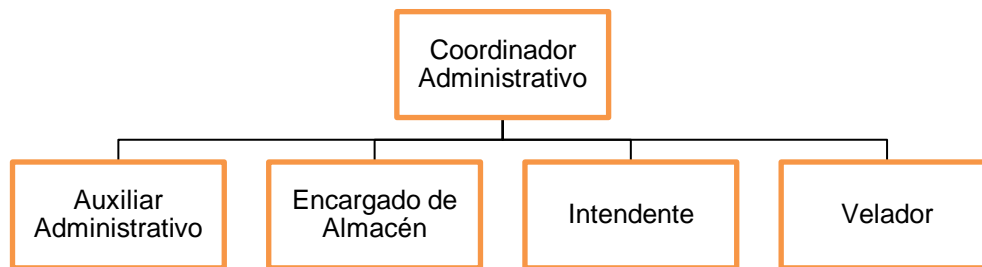 Coordinador
Administrativo
Auxiliar
Administrativo
Encargado de
Almacén
Intendente
Velador